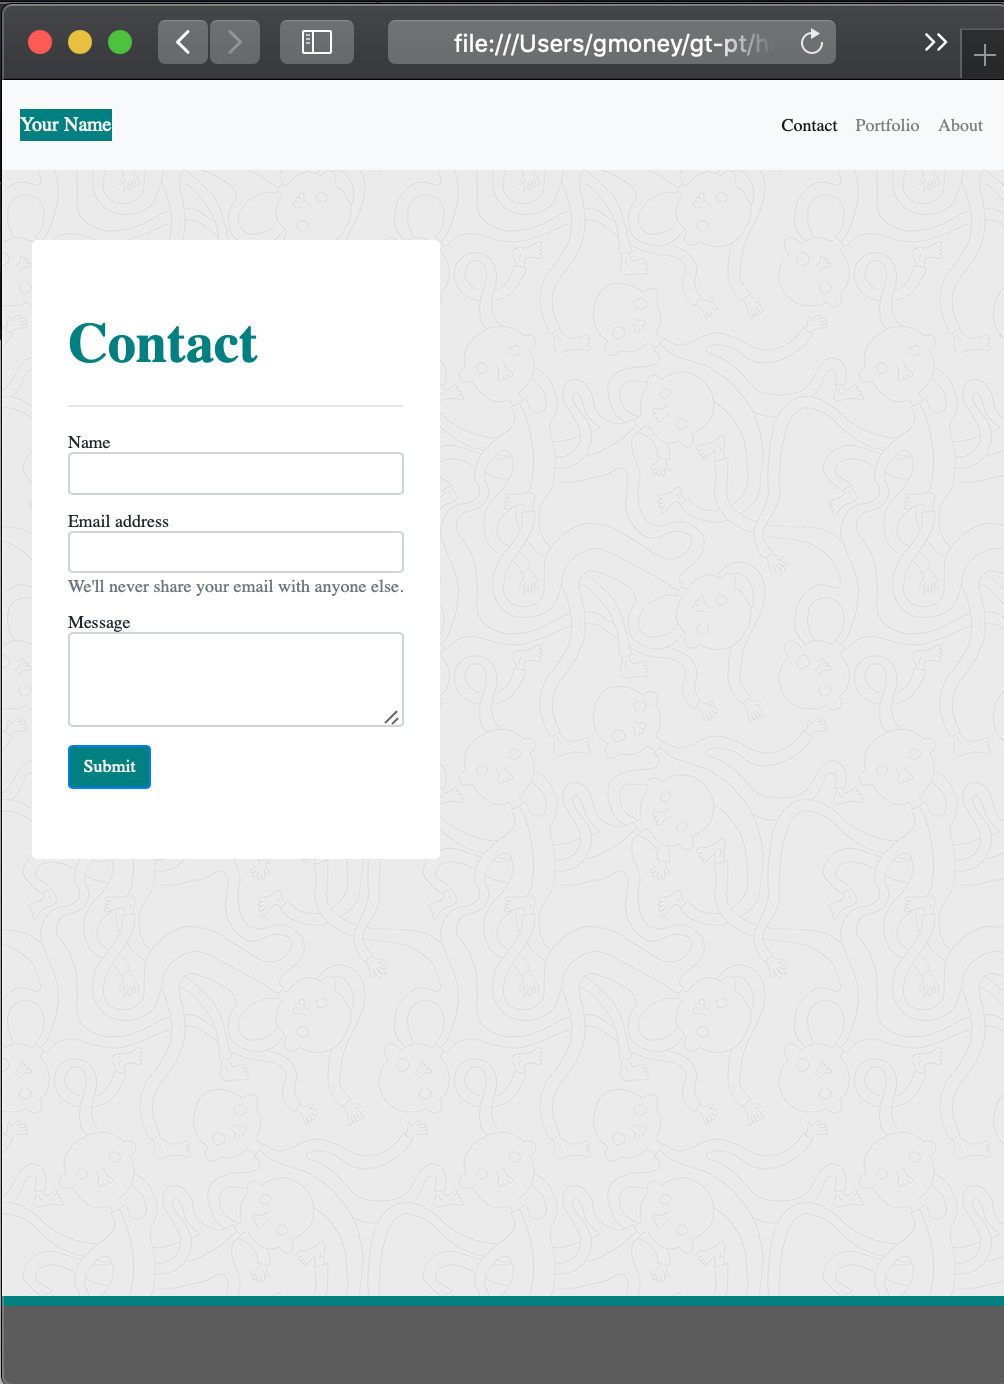 file:///Users/gmoney/gt-pt/h
Your Name
Contact Portfolio About
Contact
Name
Email address
We'll never share your email with anyone else.
Message
Submit